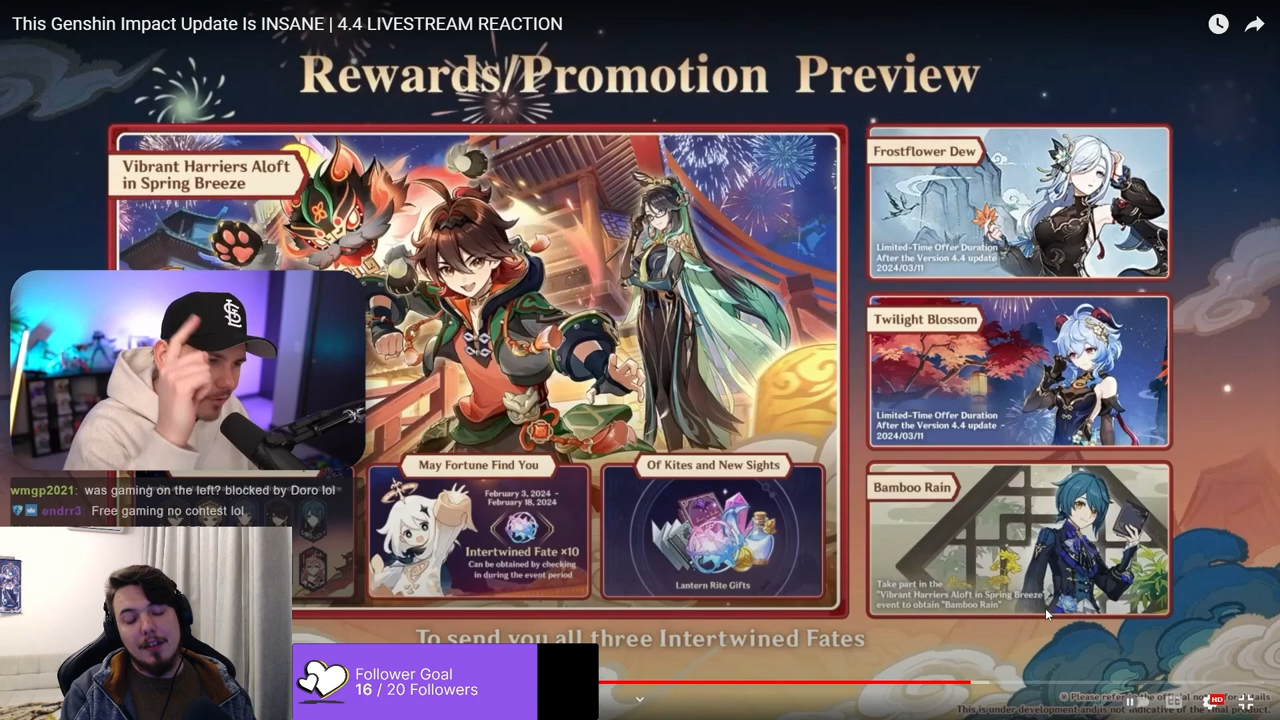 This Genshin Impact Update Is INSANE | 4.4 LIVESTREAM REACTION
Rewards/Promotion Preview
Vibrant Harriers Aloft
in Spring Breeze
Frostflower Dew
Limited-Time Offer Duration
After the Version 4.4 update -
2024/03/11
Twilight Blossom
Limited-Time Offer Duration
After the Version 4.4 update -
2024/03/11
May Fortune Find You
February 3, 2024 –
February 18, 2024
Intertwined Fate ×10
Can be obtained by checking
in during the event period
Of Kites and New Sights
Lantern Rite Gifts
Bamboo Rain
Take part in the
"Vibrant Harriers Aloft in Spring Breeze"
event to obtain "Bamboo Rain"
wmgp2021: was gaming on the left? blocked by Doro lol
endrr3: Free gaming no contest lol
To send you all three Intertwined Fates
Follower Goal
16 / 20 Followers
HD
This is under development and is not indicative of the final product.